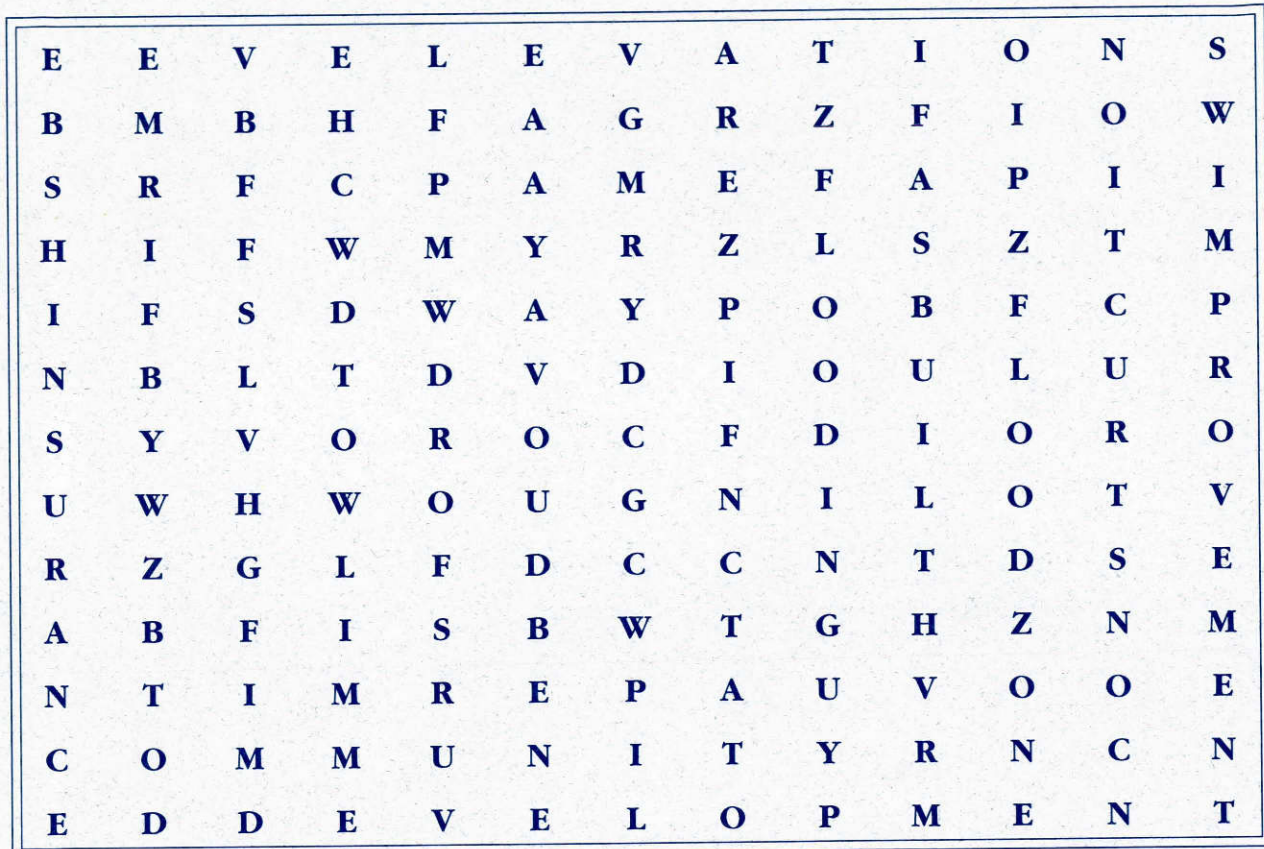 E E V E L E V A T I O N S
B M B H F A G R Z F I O W
S R F C P A M E F A P I I
H I F W M Y R Z L S Z T M
I F S D W A Y P O B F C P
N B L T D V D I O U L U R
S Y V O R O C F D I O R O
U W H W O U G N I L O T V
R Z G L F D C C N T D S E
A B F I S B W T G H Z N M
N T I M R E P A U V O O E
C O M M U N I T Y R N C N
E D D E V E L O P M E N T